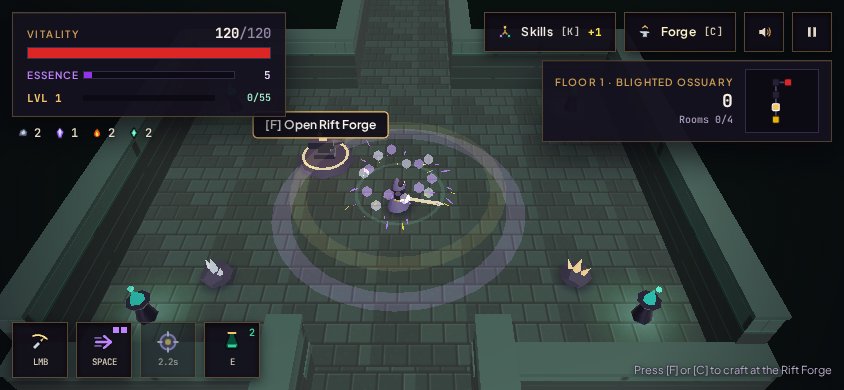 VITALITY 120/120
ESSENCE 5
LVL 1 0/55
2 1 2 2
Skills [K] +1
Forge [C]
FLOOR 1 · BLIGHTED OSSUARY
0
Rooms 0/4
[F] Open Rift Forge
LMB
SPACE
2.2s
2
E
Press [F] or [C] to craft at the Rift Forge